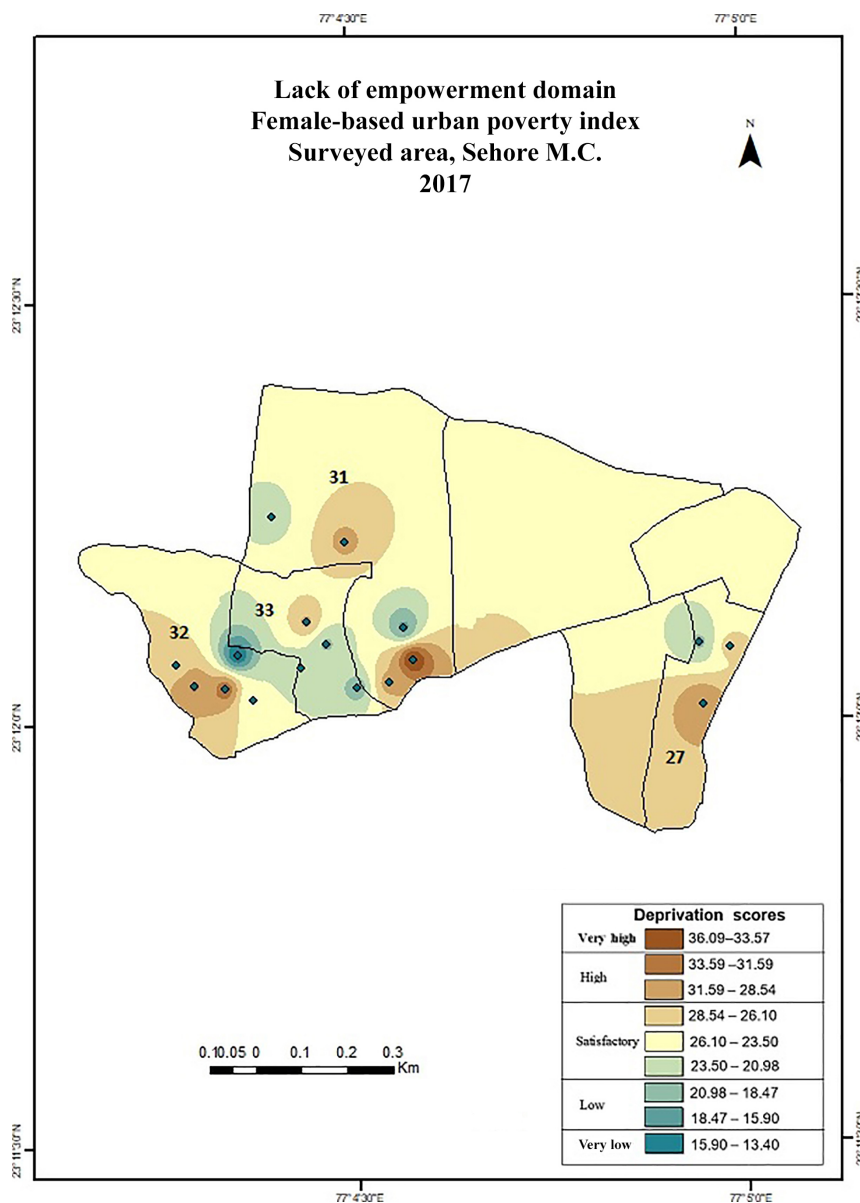 77° 4'30"E
77° 5'0"E
Lack of empowerment domain
Female-based urban poverty index
Surveyed area, Sehore M.C.
2017
N
23°12'30"N
31
33
32
23°12'0"N
27
Deprivation scores
Very high 36.09–33.57
High
33.59–31.59
31.59 – 28.54
Satisfactory
28.54 – 26.10
26.10 – 23.50
23.50 – 20.98
Low
20.98 – 18.47
18.47 – 15.90
Very low 15.90 – 13.40
0.10.05 0 0.1 0.2 0.3
Km
23°11'30"N
77° 4'30"E
77° 5'0"E